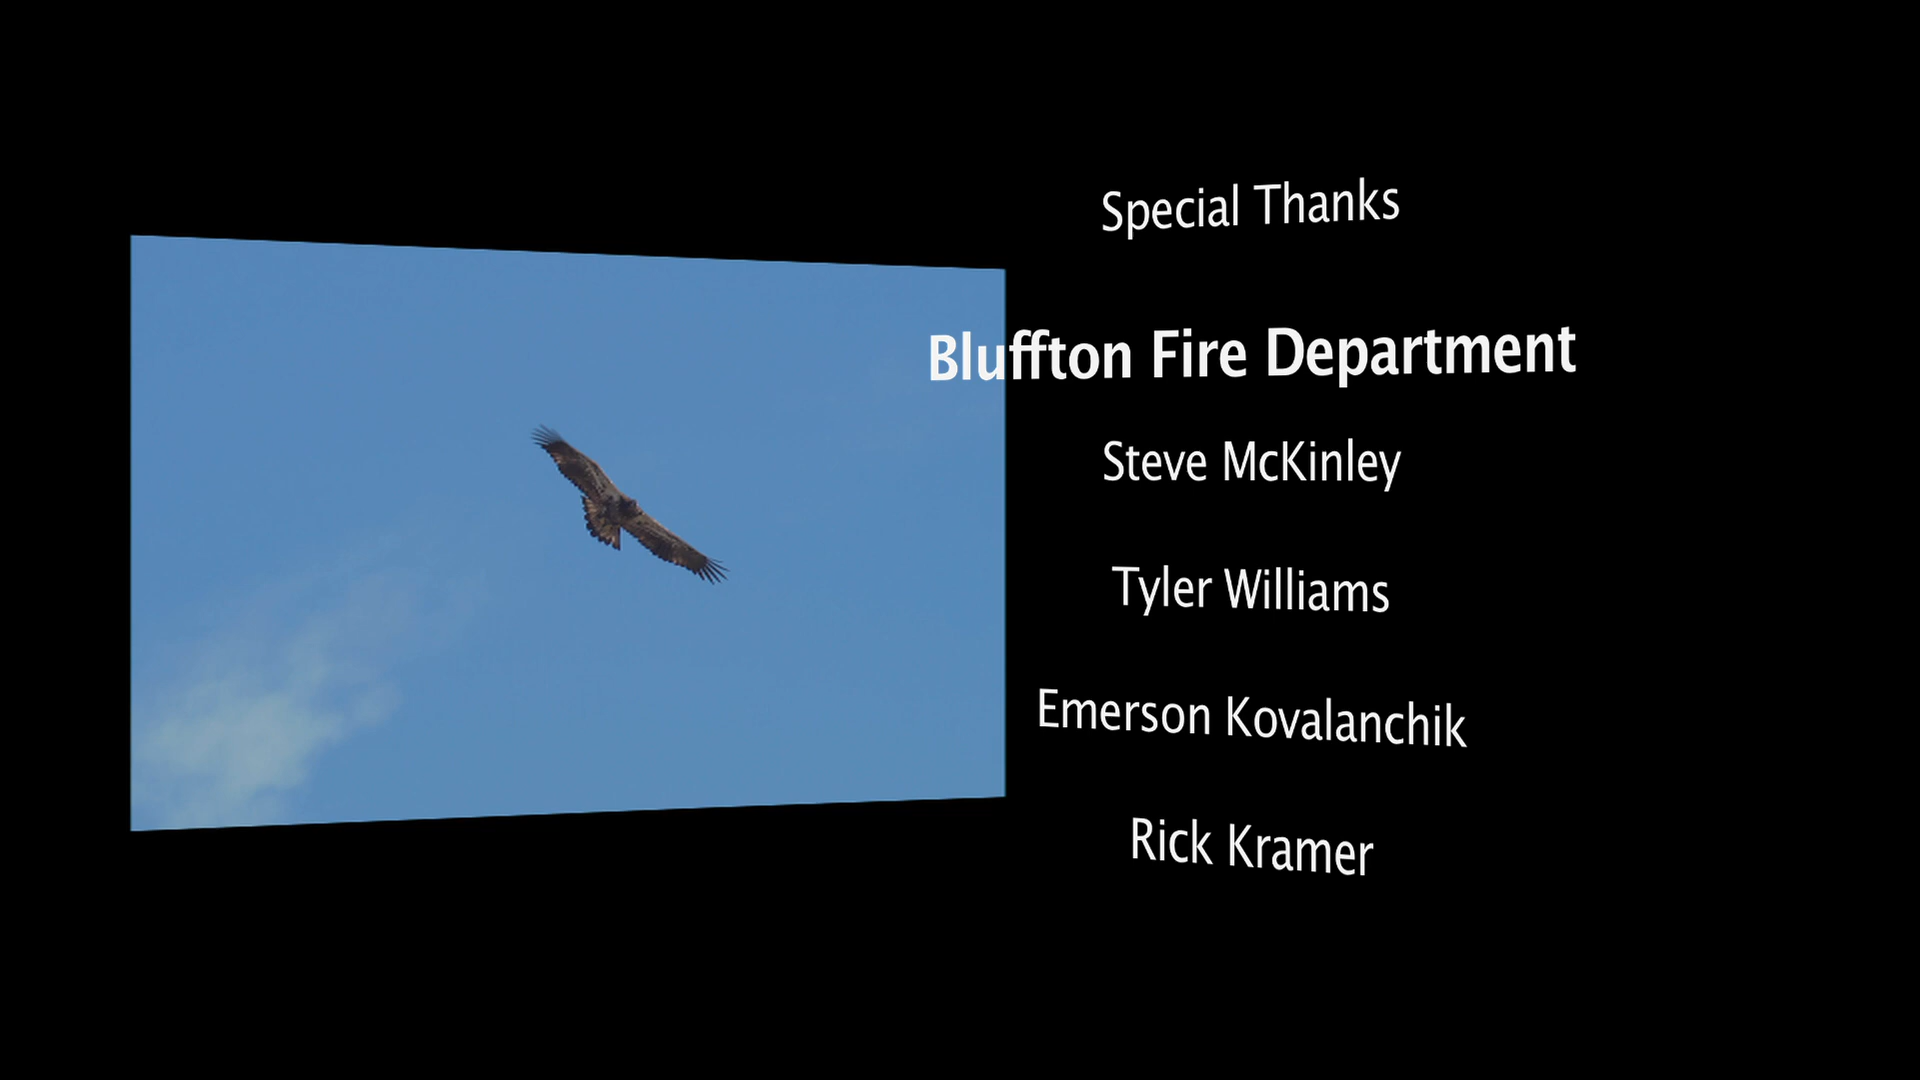 Special Thanks
Bluffton Fire Department
Steve McKinley
Tyler Williams
Emerson Kovalanchik
Rick Kramer